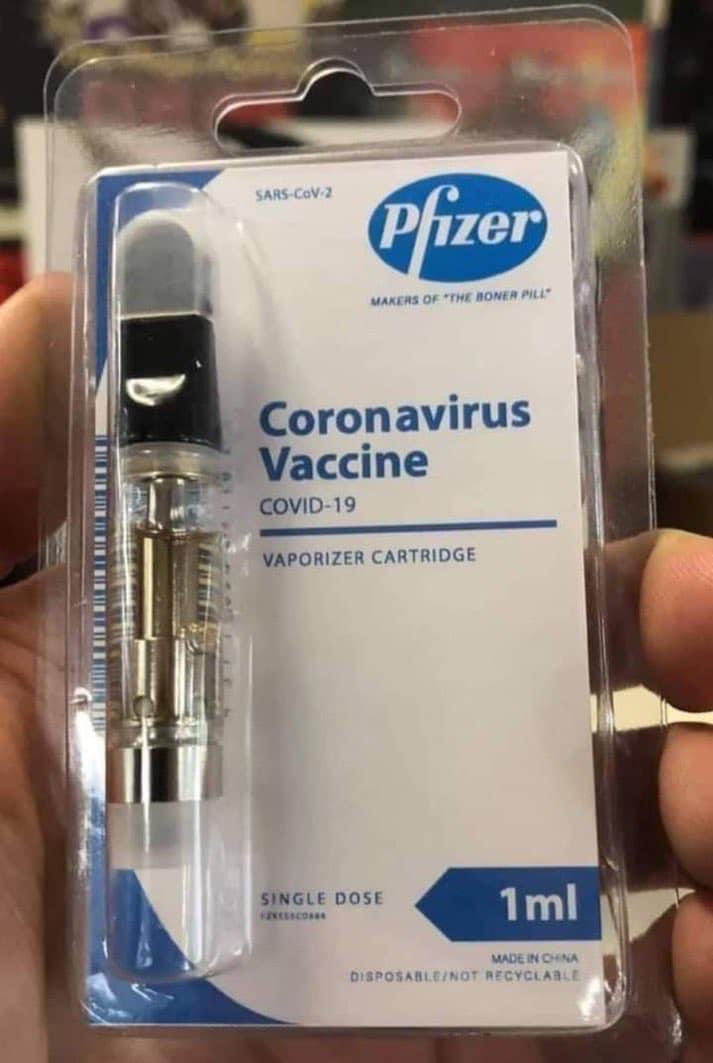 SARS-CoV-2
Pfizer
MAKERS OF "THE BONER PILL"
Coronavirus
Vaccine
COVID-19
VAPORIZER CARTRIDGE
SINGLE DOSE
1ml
MADE IN CHINA
DISPOSABLE/NOT RECYCLABLE